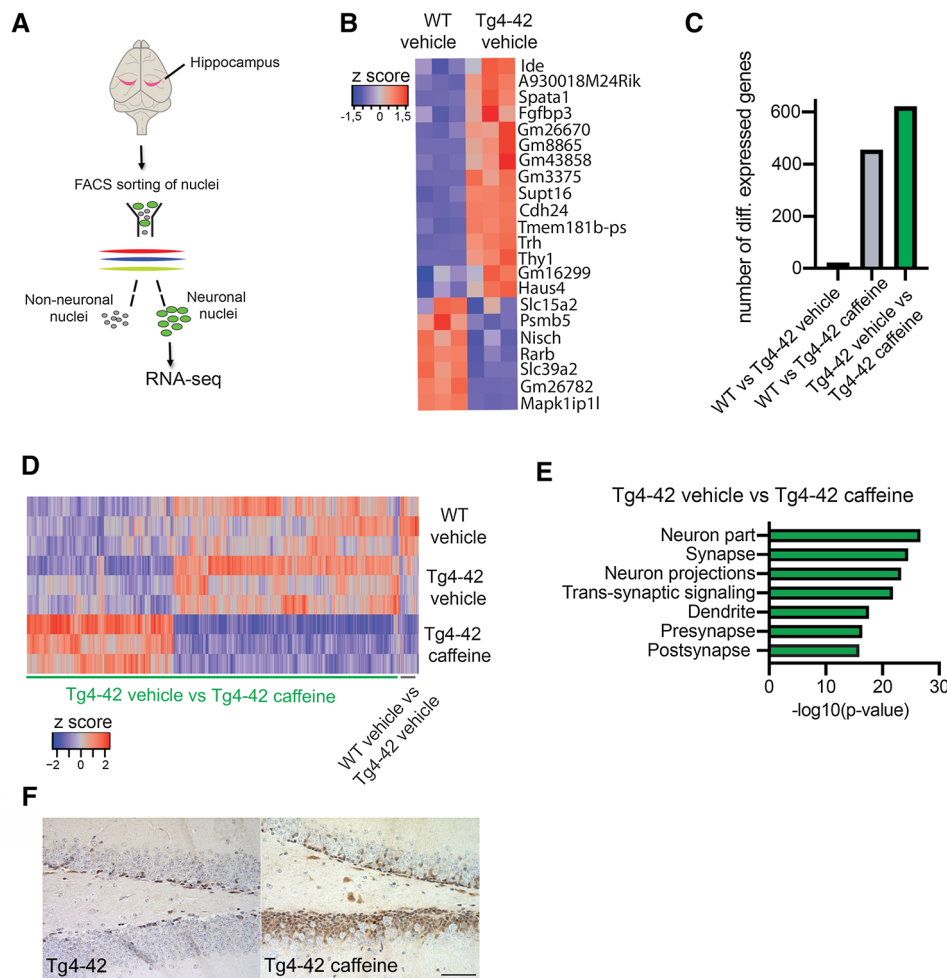 A
Hippocampus
FACS sorting of nuclei
Non-neuronal
nuclei
Neuronal
nuclei
RNA-seq
B
WT
vehicle
Tg4-42
vehicle
z score
-1,5 0 1,5
Ide
A930018M24Rik
Spata1
Fgfbp3
Gm26670
Gm8865
Gm43858
Gm3375
Supt16
Cdh24
Tmem181b-ps
Trh
Thy1
Gm16299
Haus4
Slc15a2
Psmb5
Nisch
Rarb
Slc39a2
Gm26782
Mapk1ip1l
C
number of diff. expressed genes
600
400
200
0
WT vs Tg4-42 vehicle
WT vs Tg4-42 caffeine
Tg4-42 vehicle vs
Tg4-42 caffeine
D
WT
vehicle
Tg4-42
vehicle
Tg4-42
caffeine
Tg4-42 vehicle vs Tg4-42 caffeine
WT vehicle vs
Tg4-42 vehicle
z score
−2 0 2
E
Tg4-42 vehicle vs Tg4-42 caffeine
Neuron part
Synapse
Neuron projections
Trans-synaptic signaling
Dendrite
Presynapse
Postsynapse
0 10 20 30
-log10(p-value)
F
Tg4-42
Tg4-42 caffeine